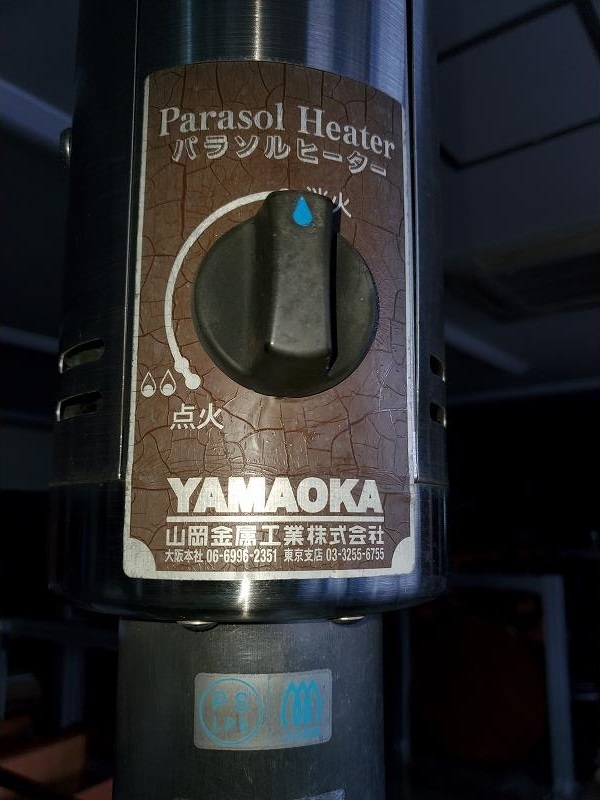 Parasol Heater
パラソルヒーター
消火
点火
YAMAOKA
山岡金属工業株式会社
大阪本社 06-6996-2351 東京支店 03-3255-6755
PS
LPG